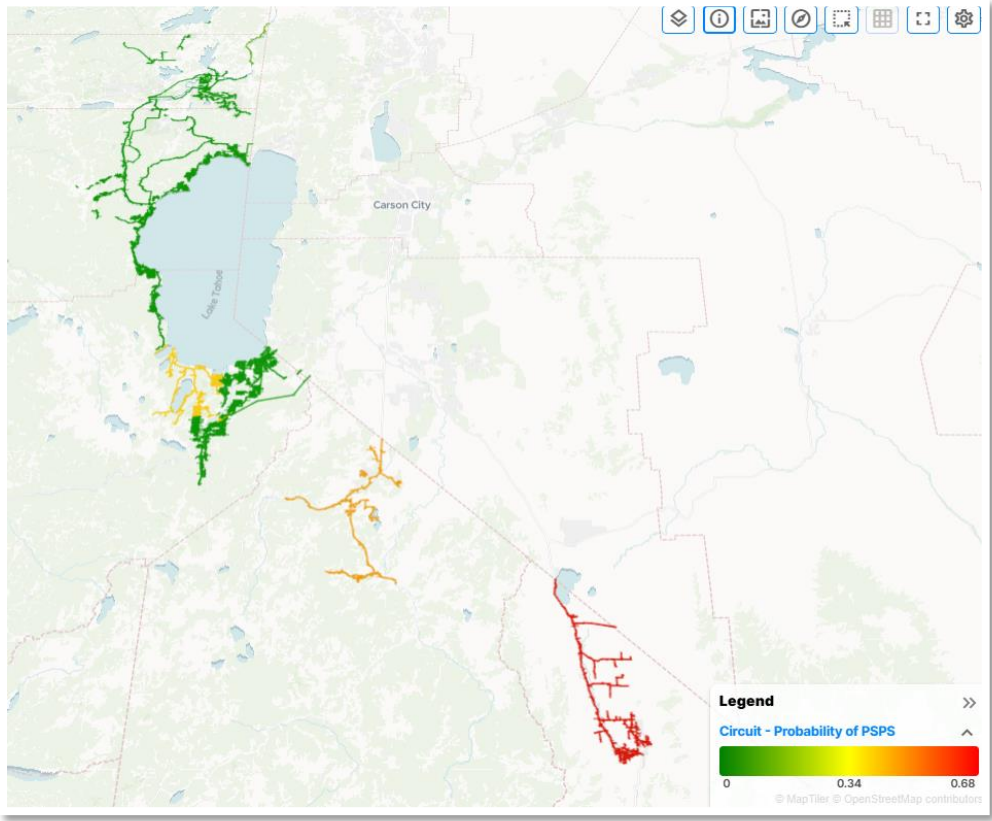 Carson City
Lake Tahoe
Legend
Circuit - Probability of PSPS
0 0.34 0.68
© MapTiler © OpenStreetMap contributors